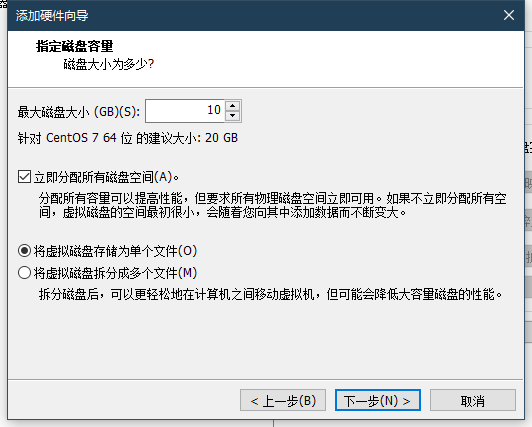 添加硬件向导
指定磁盘容量
磁盘大小为多少?
最大磁盘大小 (GB)(S): 10
针对 CentOS 7 64 位 的建议大小: 20 GB
立即分配所有磁盘空间(A)。
分配所有容量可以提高性能，但要求所有物理磁盘空间立即可用。如果不立即分配所有空
间，虚拟磁盘的空间最初很小，会随着您向其中添加数据而不断变大。
将虚拟磁盘存储为单个文件(O)
将虚拟磁盘拆分成多个文件(M)
拆分磁盘后，可以更轻松地在计算机之间移动虚拟机，但可能会降低大容量磁盘的性能。
< 上一步(B) 下一步(N) > 取消